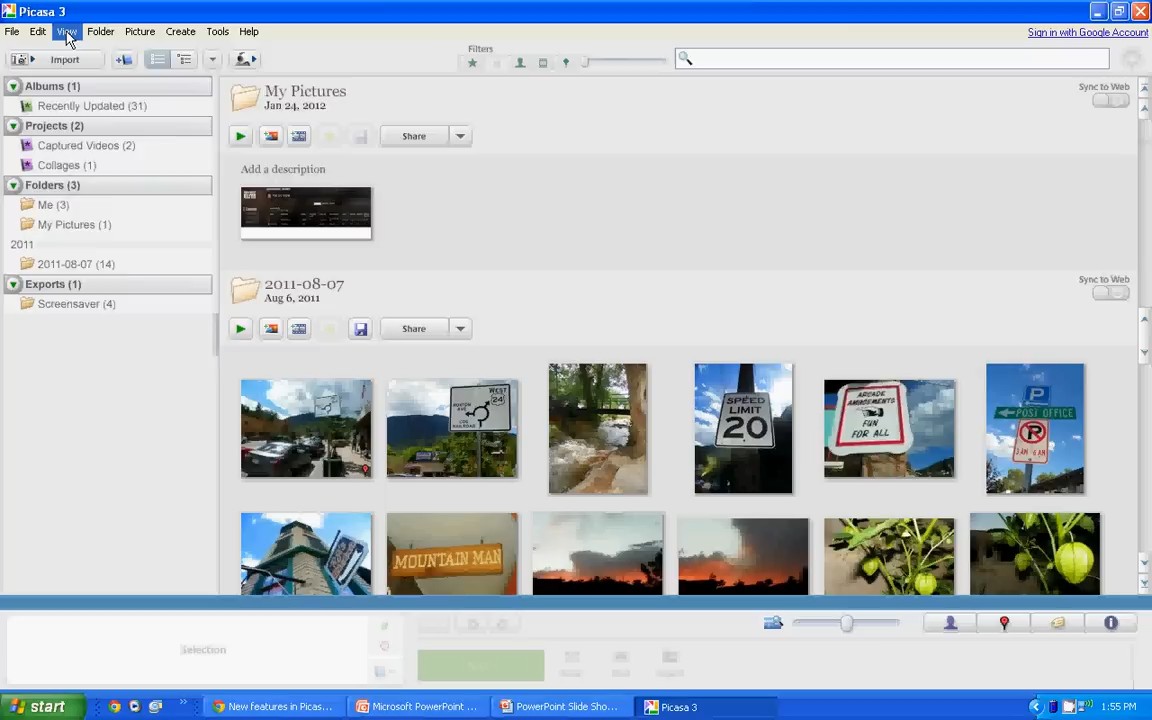 Picasa 3
File Edit View Folder Picture Create Tools Help
Sign in with Google Account
Import
Filters
Albums (1)
Recently Updated (31)
Projects (2)
Captured Videos (2)
Collages (1)
Folders (3)
Me (3)
My Pictures (1)
2011
2011-08-07 (14)
Exports (1)
Screensaver (4)
My Pictures
Jan 24, 2012
Sync to Web
Share
Add a description
2011-08-07
Aug 6, 2011
Sync to Web
Share
WEST
24
SPEED
LIMIT
20
ARCADE
AMUSEMENTS
FUN
FOR ALL
P
POST OFFICE
P
MOUNTAIN MAN
Selection
start
New features in Picas...
Microsoft PowerPoint ...
PowerPoint Slide Sho...
Picasa 3
1:55 PM